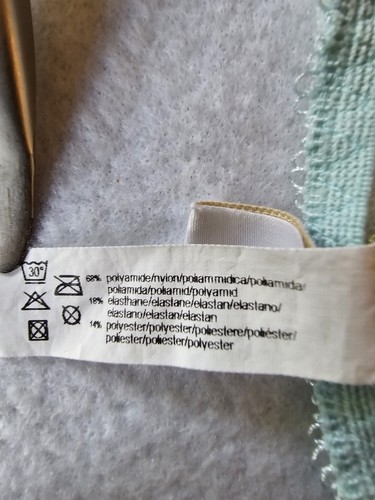 30°
68% polyamide/nylon/poliammidica/poliamida/
poliamida/poliamid/polyamid
18% elasthane/elastane/elastan/elastano/
elastano/elastan/elastan
14% polyester/polyester/poliestere/poliéster/
poliester/poliester/polyester